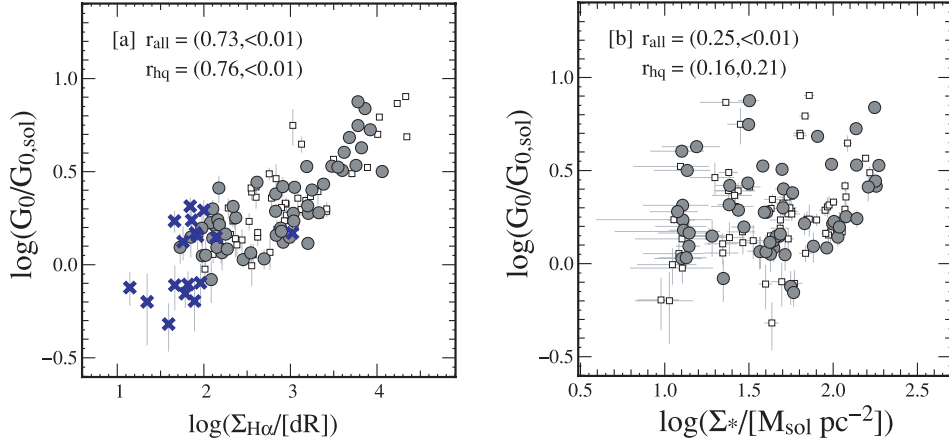 [a] r_all = (0.73,<0.01)
r_hq = (0.76,<0.01)
1.0
0.5
0.0
−0.5
log(G₀/G₀,sol)
1 2 3 4
log(Σ_Hα/[dR])
[b] r_all = (0.25,<0.01)
r_hq = (0.16,0.21)
1.0
0.5
0.0
−0.5
log(G₀/G₀,sol)
0.5 1.0 1.5 2.0 2.5
log(Σ*/[M_sol pc⁻²])